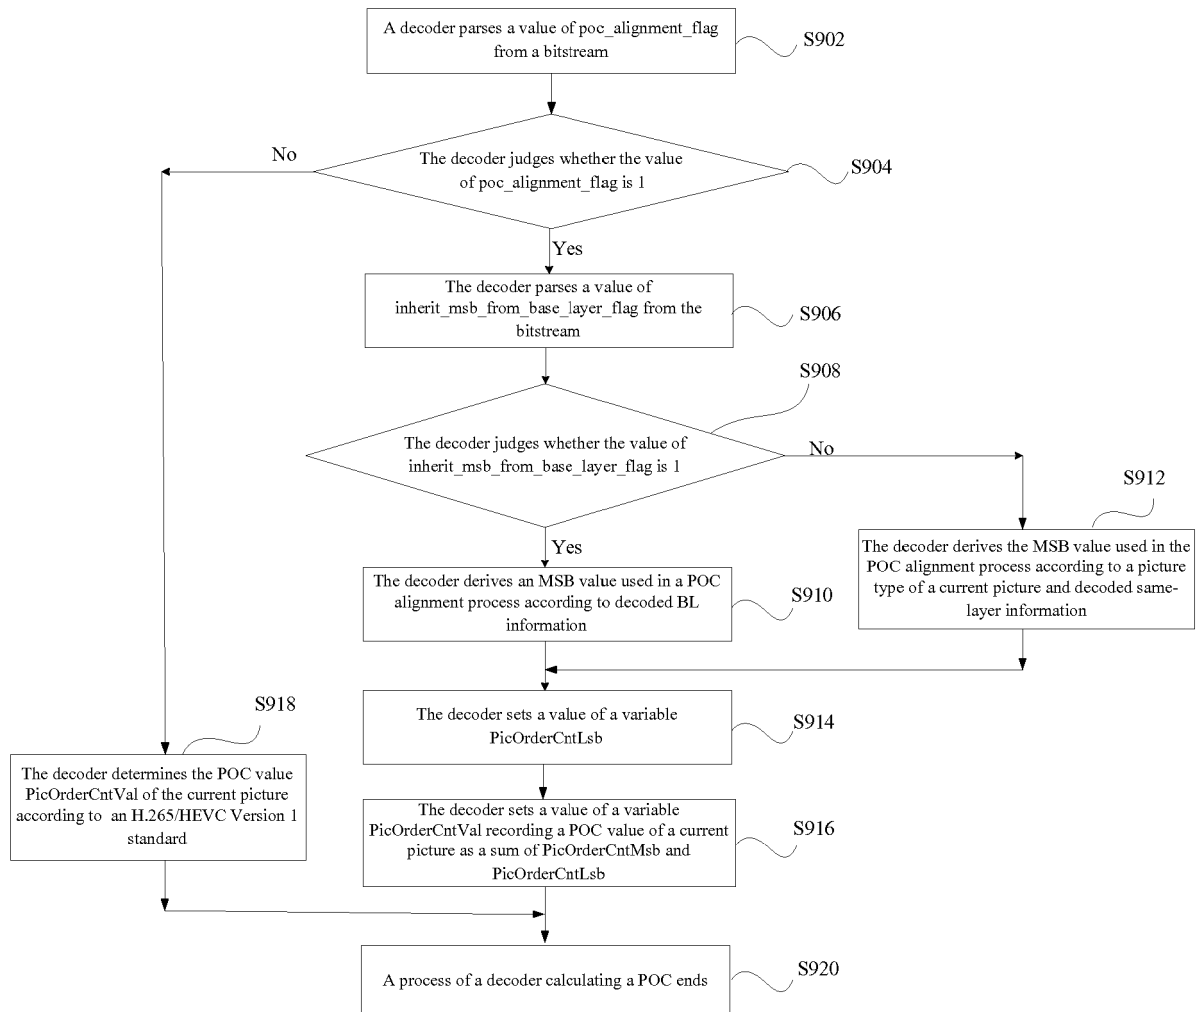 A decoder parses a value of poc_alignment_flag
from a bitstream
S902
No
The decoder judges whether the value
of poc_alignment_flag is 1
S904
Yes
The decoder parses a value of
inherit_msb_from_base_layer_flag from the
bitstream
S906
S908
The decoder judges whether the value of
inherit_msb_from_base_layer_flag is 1
No
S912
Yes
The decoder derives the MSB value used in the
POC alignment process according to a picture
type of a current picture and decoded same-
layer information
The decoder derives an MSB value used in a POC
alignment process according to decoded BL
information
S910
The decoder sets a value of a variable
PicOrderCntLsb
S914
S918
The decoder determines the POC value
PicOrderCntVal of the current picture
according to an H.265/HEVC Version 1
standard
The decoder sets a value of a variable
PicOrderCntVal recording a POC value of a current
picture as a sum of PicOrderCntMsb and
PicOrderCntLsb
S916
A process of a decoder calculating a POC ends
S920